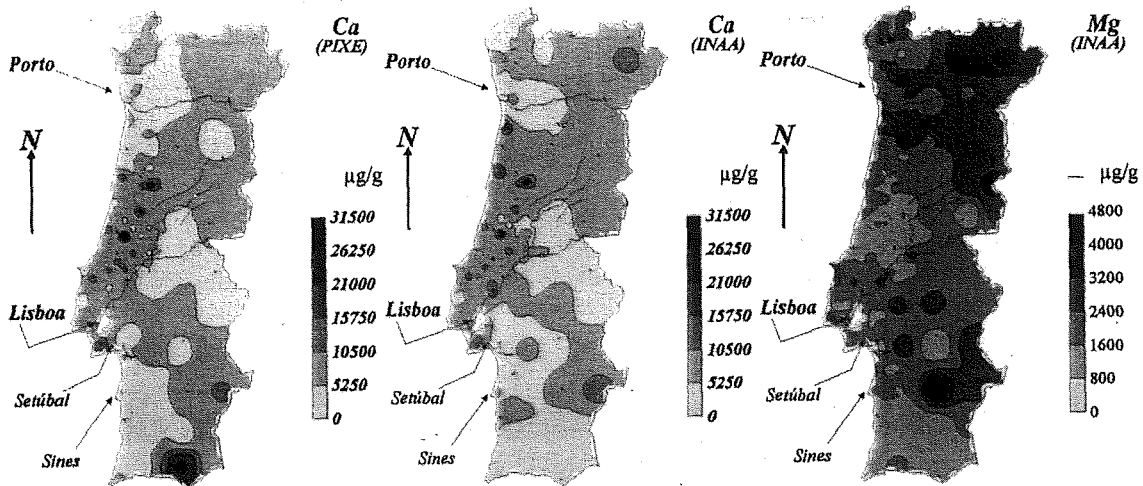 Ca
(PIXE)
Porto
N
µg/g
31500
26250
21000
15750
10500
5250
0
Lisboa
Setúbal
Sines
Ca
(INAA)
Porto
N
µg/g
31500
26250
21000
15750
10500
5250
0
Lisboa
Setúbal
Sines
Mg
(INAA)
Porto
N
µg/g
4800
4000
3200
2400
1600
800
0
Lisboa
Setúbal
Sines